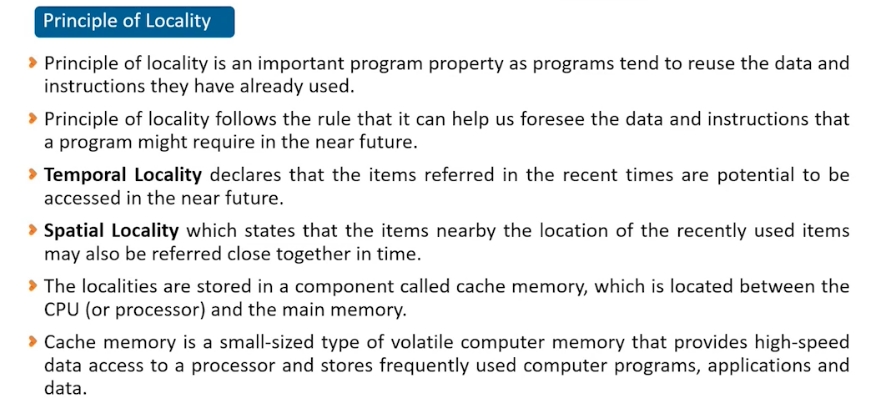 Principle of Locality
Principle of locality is an important program property as programs tend to reuse the data and
instructions they have already used.
Principle of locality follows the rule that it can help us foresee the data and instructions that
a program might require in the near future.
Temporal Locality declares that the items referred in the recent times are potential to be
accessed in the near future.
Spatial Locality which states that the items nearby the location of the recently used items
may also be referred close together in time.
The localities are stored in a component called cache memory, which is located between the
CPU (or processor) and the main memory.
Cache memory is a small-sized type of volatile computer memory that provides high-speed
data access to a processor and stores frequently used computer programs, applications and
data.